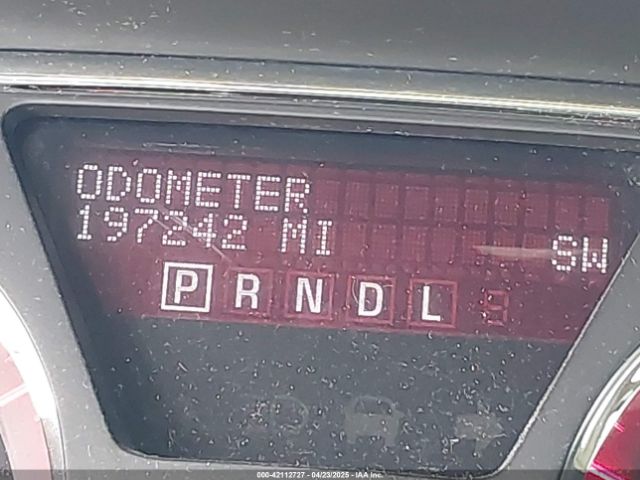 ODOMETER
197242 MI SW
P R N D L
000-42112727 - 04/23/2025 - IAA Inc.